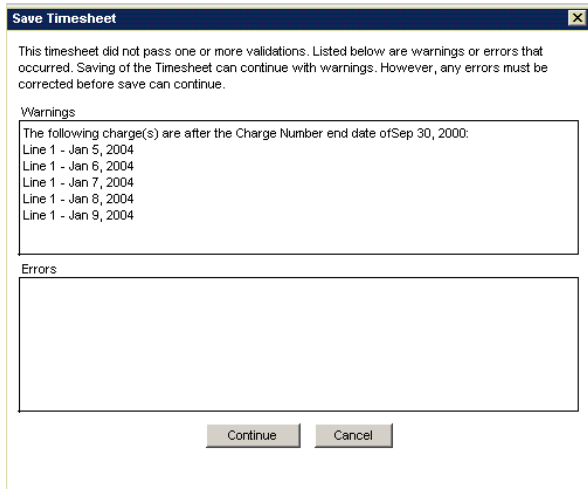 Save Timesheet
This timesheet did not pass one or more validations. Listed below are warnings or errors that
occurred. Saving of the Timesheet can continue with warnings. However, any errors must be
corrected before save can continue.
Warnings
The following charge(s) are after the Charge Number end date ofSep 30, 2000:
Line 1 - Jan 5, 2004
Line 1 - Jan 6, 2004
Line 1 - Jan 7, 2004
Line 1 - Jan 8, 2004
Line 1 - Jan 9, 2004
Errors
Continue Cancel